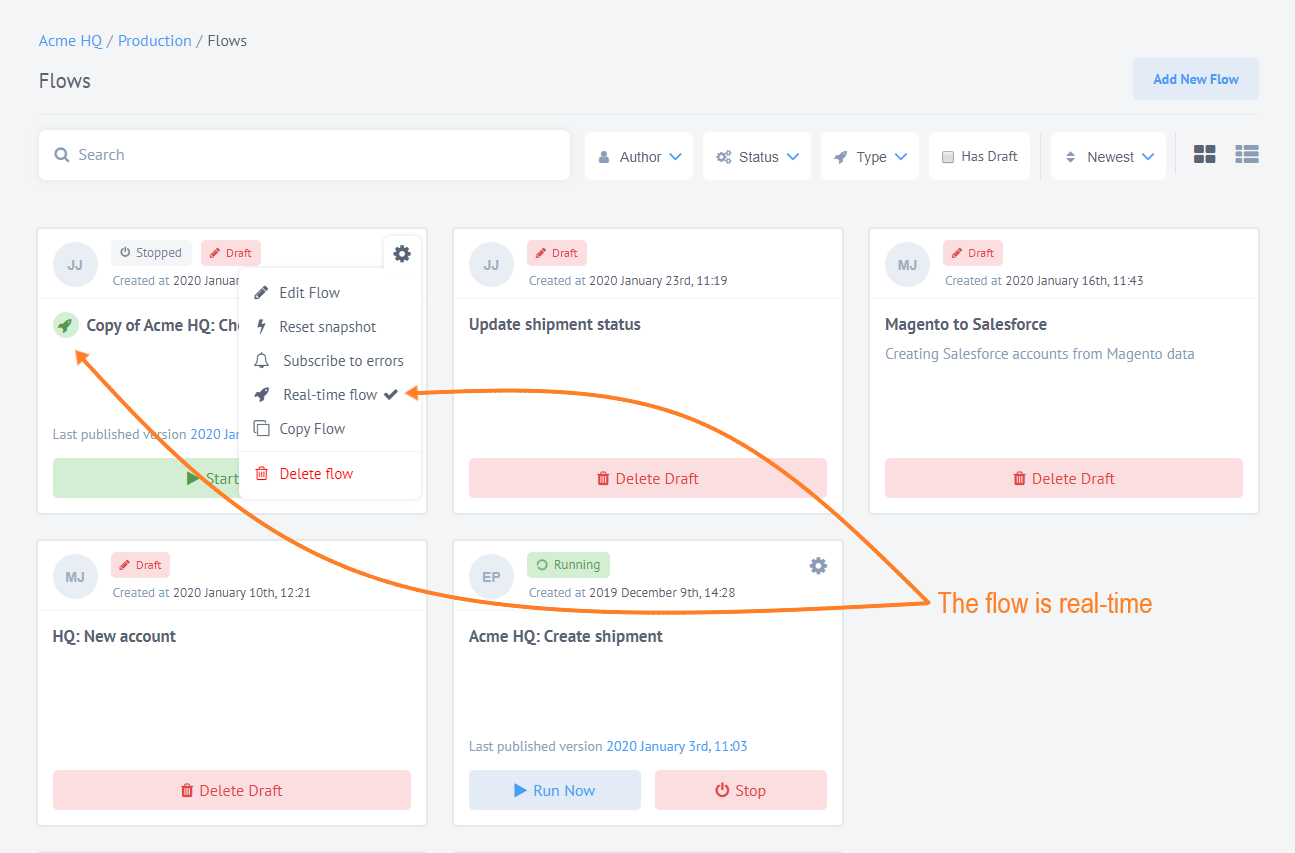 Acme HQ / Production / Flows
Flows
Add New Flow
Search
Author
Status
Type
Has Draft
Newest
JJ
Stopped
Draft
Created at 2020
Copy of Acme HQ:
Last published version 2020
Start
Edit Flow
Reset snapshot
Subscribe to errors
Real-time flow
Copy Flow
Delete flow
JJ
Draft
Created at 2020 January 23rd, 11:19
Update shipment status
Delete Draft
MJ
Draft
Created at 2020 January 16th, 11:43
Magento to Salesforce
Creating Salesforce accounts from Magento data
Delete Draft
MJ
Draft
Created at 2020 January 10th, 12:21
HQ: New account
Delete Draft
EP
Running
Created at 2019 December 9th, 14:28
Acme HQ: Create shipment
Last published version 2020 January 3rd, 11:03
Run Now
Stop
The flow is real-time